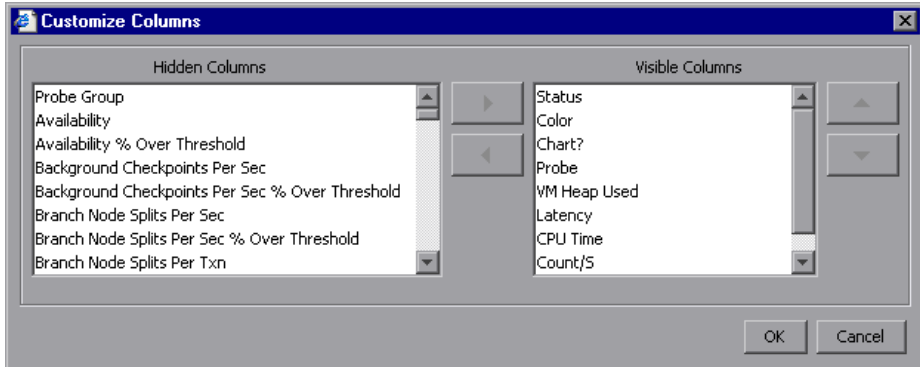 Customize Columns
Hidden Columns
Probe Group
Availability
Availability % Over Threshold
Background Checkpoints Per Sec
Background Checkpoints Per Sec % Over Threshold
Branch Node Splits Per Sec
Branch Node Splits Per Sec % Over Threshold
Branch Node Splits Per Txn
Visible Columns
Status
Color
Chart?
Probe
VM Heap Used
Latency
CPU Time
Count/S
OK
Cancel